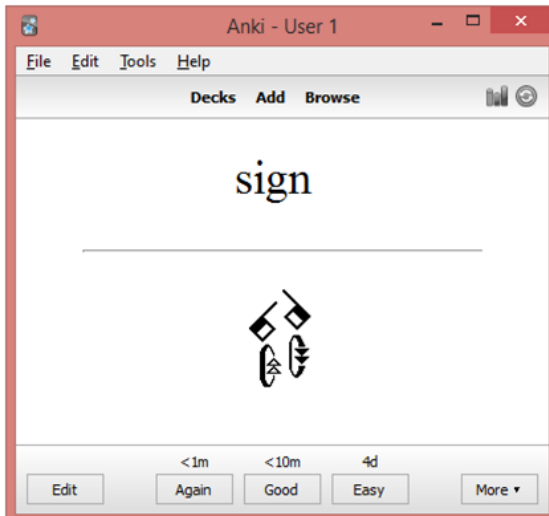 Anki - User 1
File Edit Tools Help
Decks Add Browse
sign
<1m <10m 4d
Edit Again Good Easy More ▾